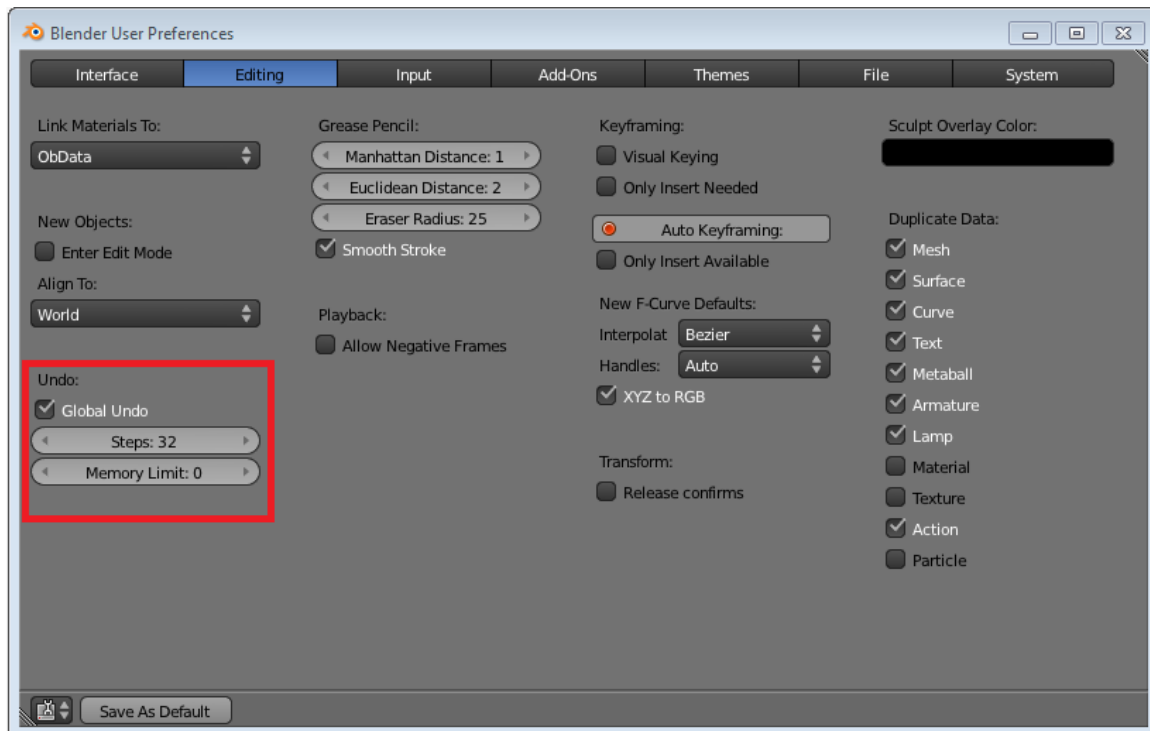 Blender User Preferences
Interface
Editing
Input
Add-Ons
Themes
File
System
Link Materials To:
ObData
New Objects:
Enter Edit Mode
Align To:
World
Undo:
Global Undo
Steps: 32
Memory Limit: 0
Grease Pencil:
Manhattan Distance: 1
Euclidean Distance: 2
Eraser Radius: 25
Smooth Stroke
Playback:
Allow Negative Frames
Keyframing:
Visual Keying
Only Insert Needed
Auto Keyframing:
Only Insert Available
New F-Curve Defaults:
Interpolat Bezier
Handles: Auto
XYZ to RGB
Transform:
Release confirms
Sculpt Overlay Color:
Duplicate Data:
Mesh
Surface
Curve
Text
Metaball
Armature
Lamp
Material
Texture
Action
Particle
Save As Default